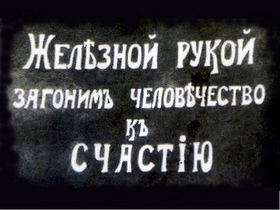 ЖЕЛѢЗНОЙ РУКОЙ
ЗАГОНИМЪ ЧЕЛОВѢЧЕСТВО
КЪ
СЧАСТІЮ